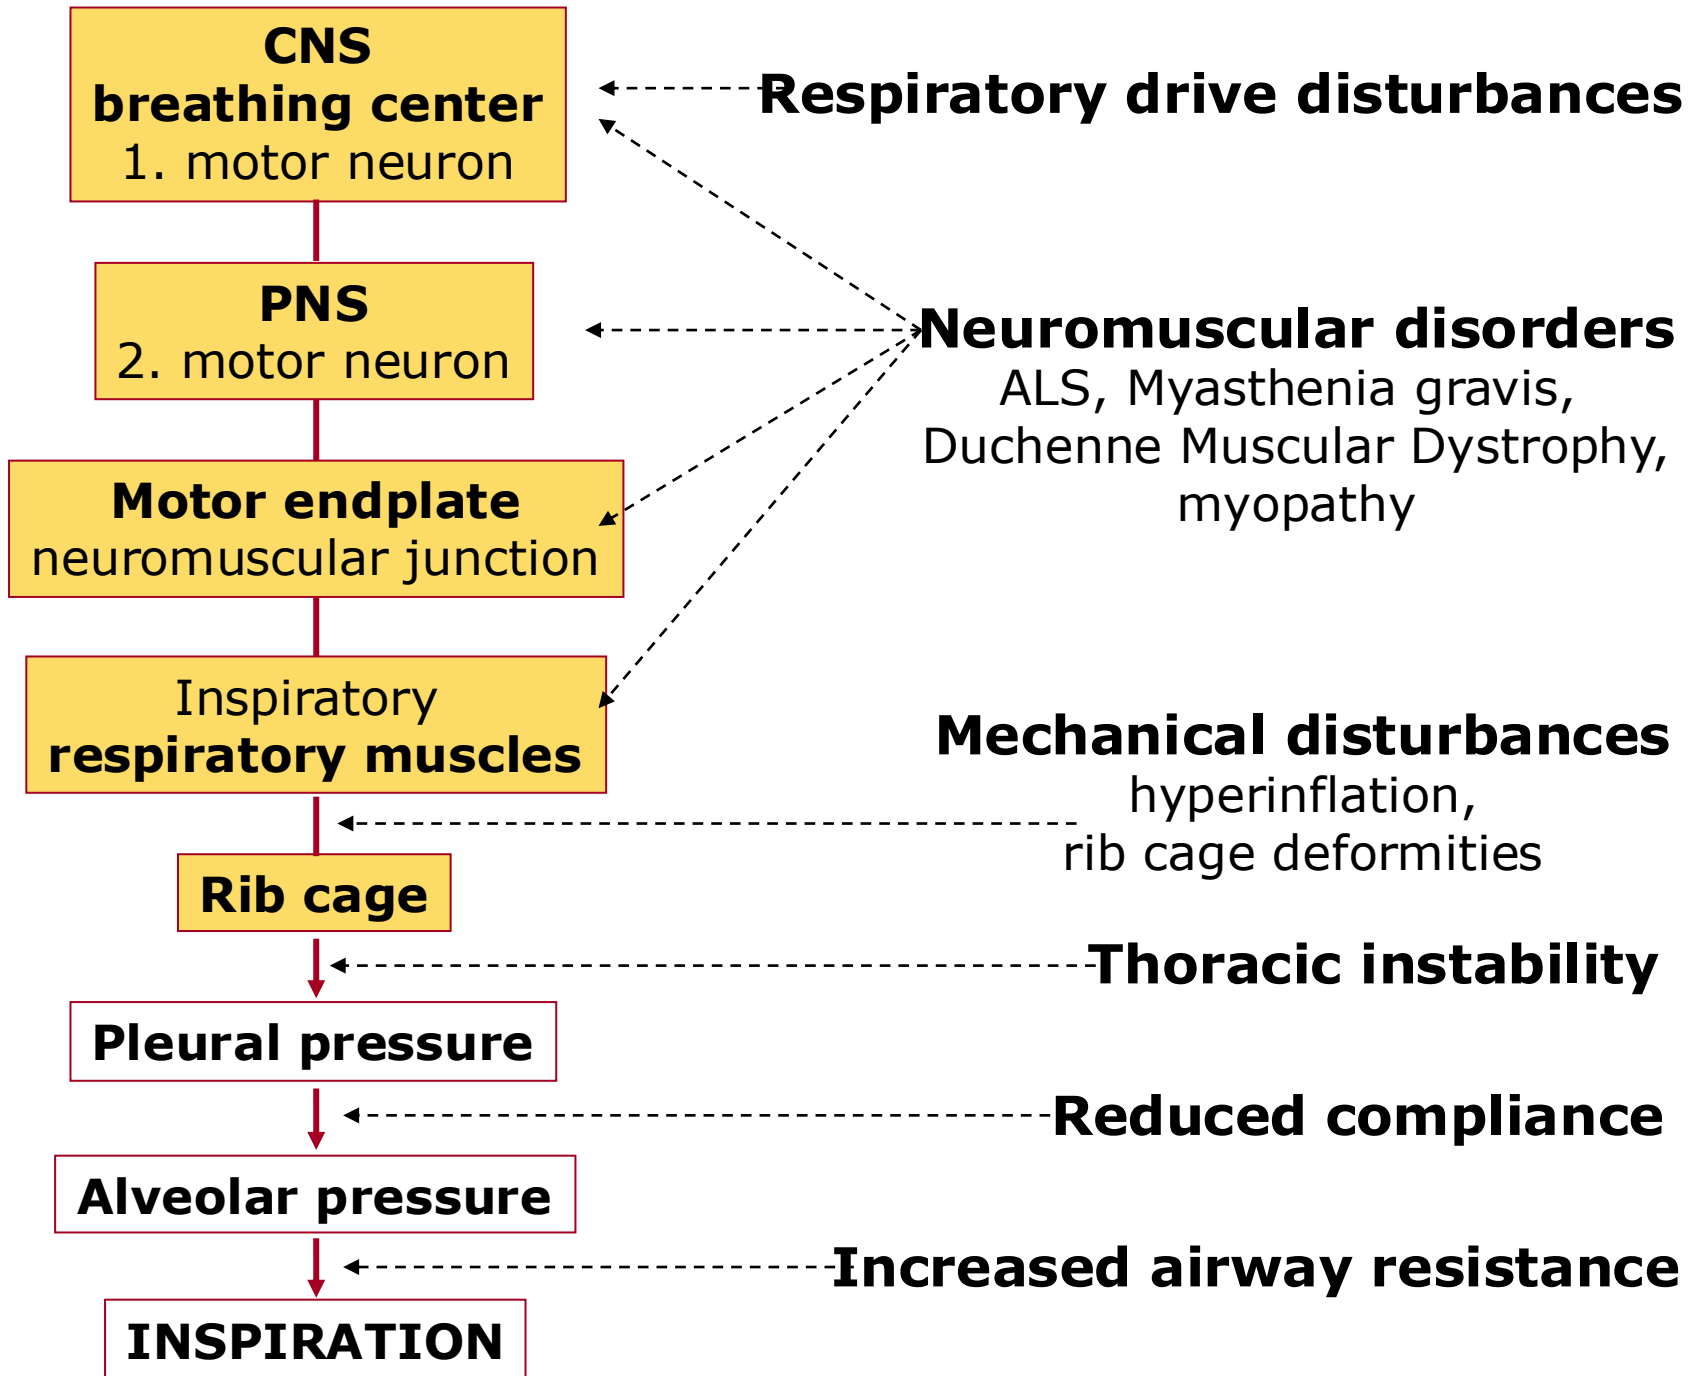 CNS
breathing center
1. motor neuron
Respiratory drive disturbances
PNS
2. motor neuron
Neuromuscular disorders
ALS, Myasthenia gravis,
Duchenne Muscular Dystrophy,
myopathy
Motor endplate
neuromuscular junction
Inspiratory
respiratory muscles
Mechanical disturbances
hyperinflation,
rib cage deformities
Rib cage
Thoracic instability
Pleural pressure
Reduced compliance
Alveolar pressure
Increased airway resistance
INSPIRATION